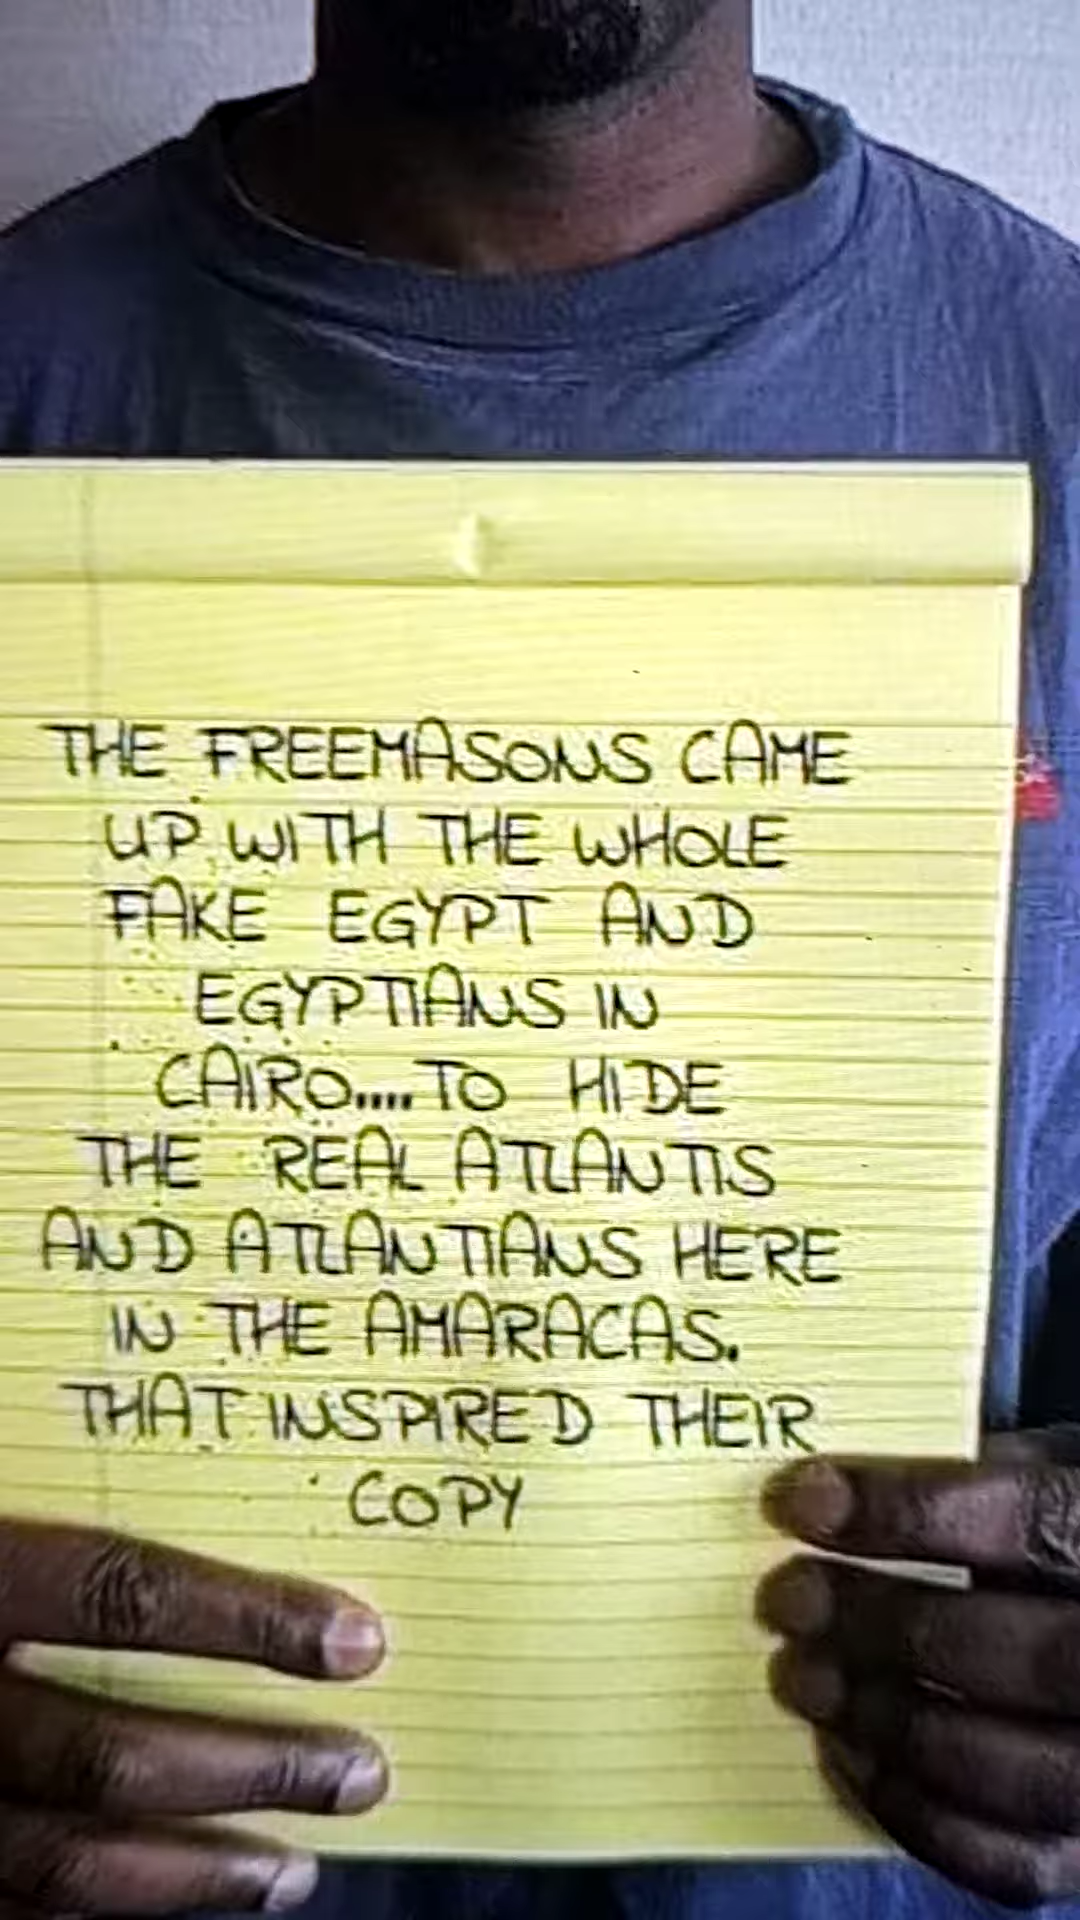 THE FREEMASONS CAME
UP WITH THE WHOLE
FAKE EGYPT AND
EGYPTIANS IN
CAIRO....TO HIDE
THE REAL ATLANTIS
AND ATLANTIANS HERE
IN THE AMARACAS.
THAT INSPIRED THEIR
COPY